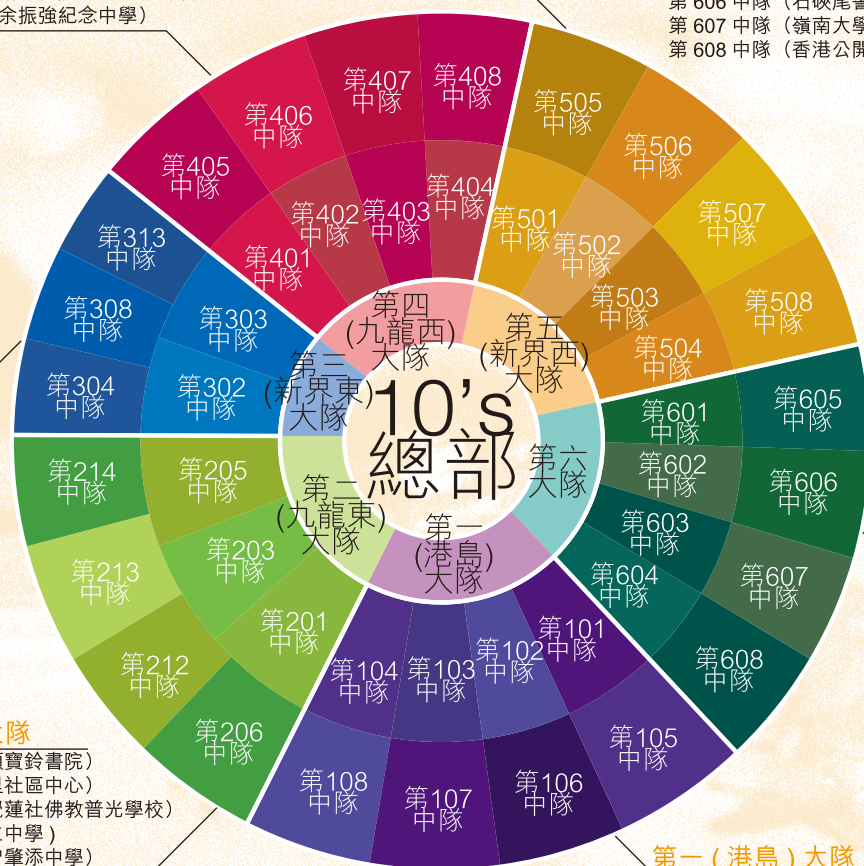 余振強紀念中學）
第 607 中隊（嶺南大學
第 608 中隊（香港公開
第408
中隊
第407
中隊
第406
中隊
第405
中隊
第404
中隊
第403
中隊
第402
中隊
第401
中隊
第505
中隊
第506
中隊
第507
中隊
第508
中隊
第501
中隊
第502
中隊
第503
中隊
第504
中隊
第313
中隊
第308
中隊
第304
中隊
第303
中隊
第302
中隊
第四
(九龍西)
大隊
第五
(新界西)
大隊
第三
(新界東)
大隊
10’s
總部
第六
大隊
第二
(九龍東)
大隊
第一
(港島)
大隊
第605
中隊
第606
中隊
第607
中隊
第608
中隊
第601
中隊
第602
中隊
第603
中隊
第604
中隊
第214
中隊
第213
中隊
第212
中隊
第206
中隊
第205
中隊
第203
中隊
第201
中隊
第104
中隊
第103
中隊
第102
中隊
第101
中隊
第108
中隊
第107
中隊
第106
中隊
第105
中隊
隊
寶鈴書院）
社區中心）
蓮社佛教普光學校）
中學 )
肇添中學）
第一 ( 港島 ) 大隊